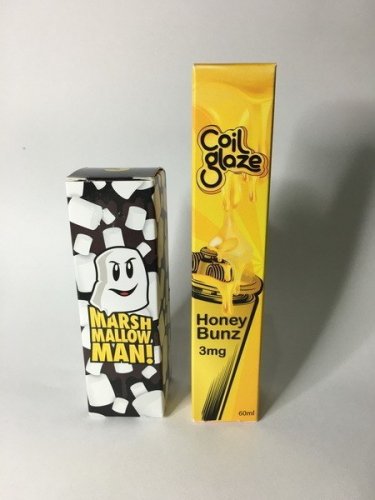 MARSH
MALLOW
MAN!
Coil
glaze
Honey
Bunz
3mg
60ml